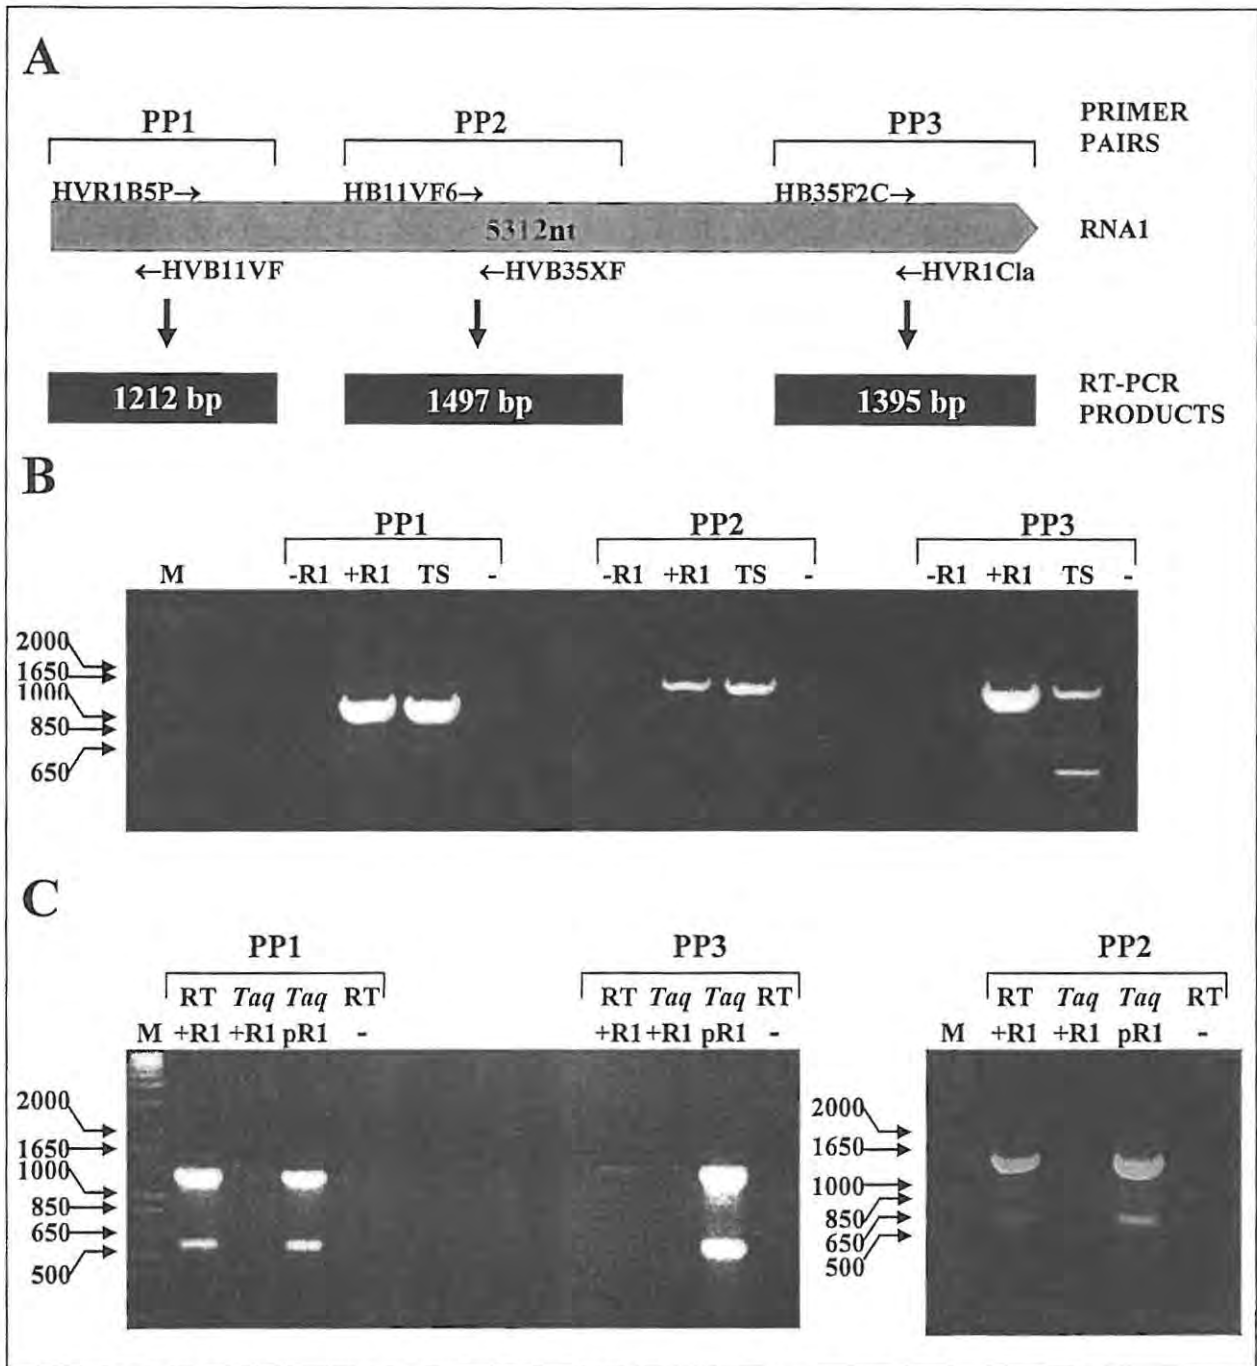 A
PP1 PP2 PP3 PRIMER PAIRS
HVR1B5P→ HB11VF6→ HB35F2C→
5312nt RNA1
←HVB11VF ←HVB35XF ←HVR1Cla
1212 bp 1497 bp 1395 bp RT-PCR PRODUCTS
B
PP1 PP2 PP3
M -R1 +R1 TS - -R1 +R1 TS - -R1 +R1 TS -
2000
1650
1000
850
650
C
PP1 PP3 PP2
RT Taq Taq RT RT Taq Taq RT RT Taq Taq RT
M +R1 +R1 pR1 - +R1 +R1 pR1 - M +R1 +R1 pR1 -
2000
1650
1000
850
650
500
2000
1650
1000
850
650
500